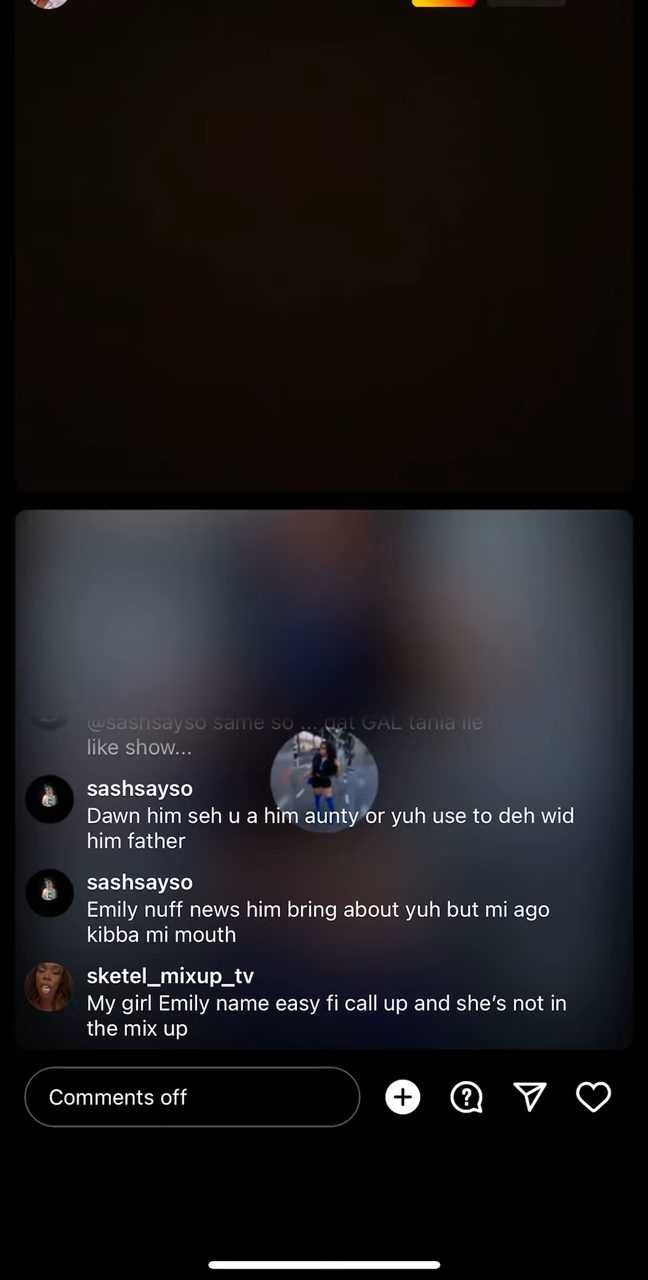 @sashsayso same so ... dat GAL tania lie
like show...
sashsayso
Dawn him seh u a him aunty or yuh use to deh wid
him father
sashsayso
Emily nuff news him bring about yuh but mi ago
kibba mi mouth
sketel_mixup_tv
My girl Emily name easy fi call up and she’s not in
the mix up
Comments off